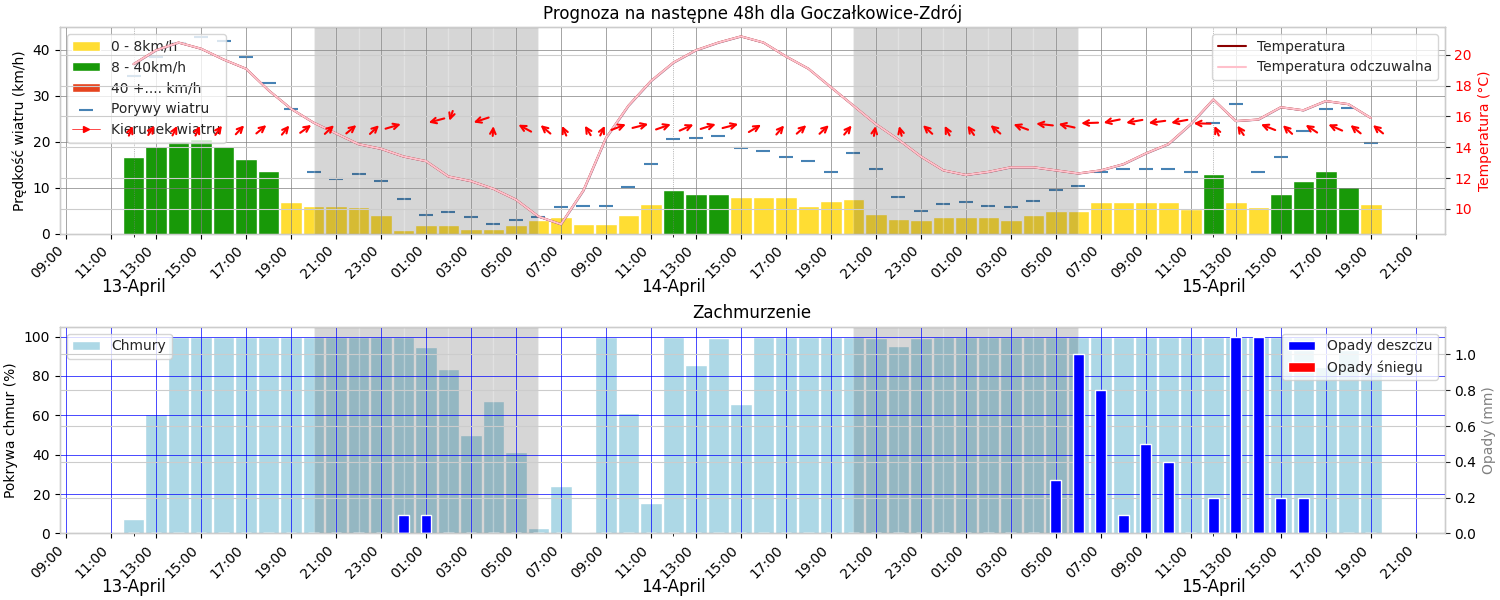 Prognoza na następne 48h dla Goczałkowice-Zdrój
Prędkość wiatru (km/h)
40
30
20
10
0
0 - 8km/h
8 - 40km/h
40 +.... km/h
Porywy wiatru
Kierunek wiatru
Temperatura
Temperatura odczuwalna
20
18
16
14
12
10
Temperatura (°C)
09:00 11:00 13:00 15:00 17:00 19:00 21:00 23:00 01:00 03:00 05:00 07:00 09:00 11:00 13:00 15:00 17:00 19:00 21:00 23:00 01:00 03:00 05:00 07:00 09:00 11:00 13:00 15:00 17:00 19:00 21:00
13-April 14-April 15-April
Zachmurzenie
Pokrywa chmur (%)
100
80
60
40
20
0
Chmury
Opady deszczu
Opady śniegu
1.0
0.8
0.6
0.4
0.2
0.0
Opady (mm)
09:00 11:00 13:00 15:00 17:00 19:00 21:00 23:00 01:00 03:00 05:00 07:00 09:00 11:00 13:00 15:00 17:00 19:00 21:00 23:00 01:00 03:00 05:00 07:00 09:00 11:00 13:00 15:00 17:00 19:00 21:00
13-April 14-April 15-April